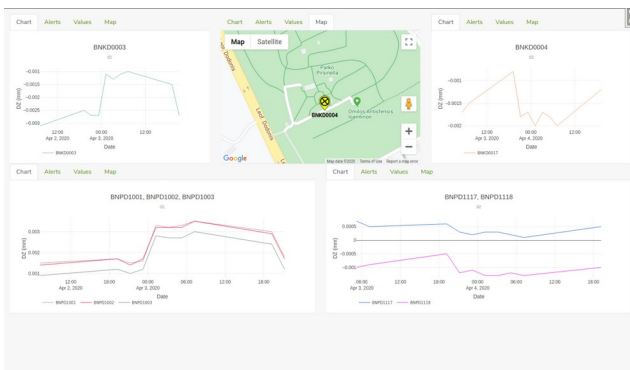 Chart Alerts Values Map
BNKD0003
DZ (mm)
−0.001
−0.0015
−0.002
−0.0025
−0.003
12:00 00:00 12:00
Apr 2, 2020 Apr 3, 2020
Date
BNKD0003
Chart Alerts Values Map
Map Satellite
Leof. Dodonis
Leof. Dodonis
BNKD0004
Google
Map data ©2020 Terms of use Report a map error
Chart Alerts Values Map
BNKD0004
DZ (mm)
−0.001
−0.0015
−0.002
12:00 00:00 12:00
Apr 3, 2020 Apr 4, 2020
Date
BNKD0017
Chart Alerts Values Map
BNPD1001, BNPD1002, BNPD1003
DZ (mm)
0.003
0.002
0.001
12:00 18:00 00:00 06:00 12:00 18:00
Apr 2, 2020 Apr 3, 2020
Date
BNPD1001 BNPD1002 BNPD1003
Chart Alerts Values Map
BNPD1117, BNPD1118
DZ (mm)
0.0005
0
−0.0005
−0.001
06:00 12:00 18:00 00:00 06:00 12:00 18:00
Apr 3, 2020 Apr 4, 2020
Date
BNPD1117 BNPD1118